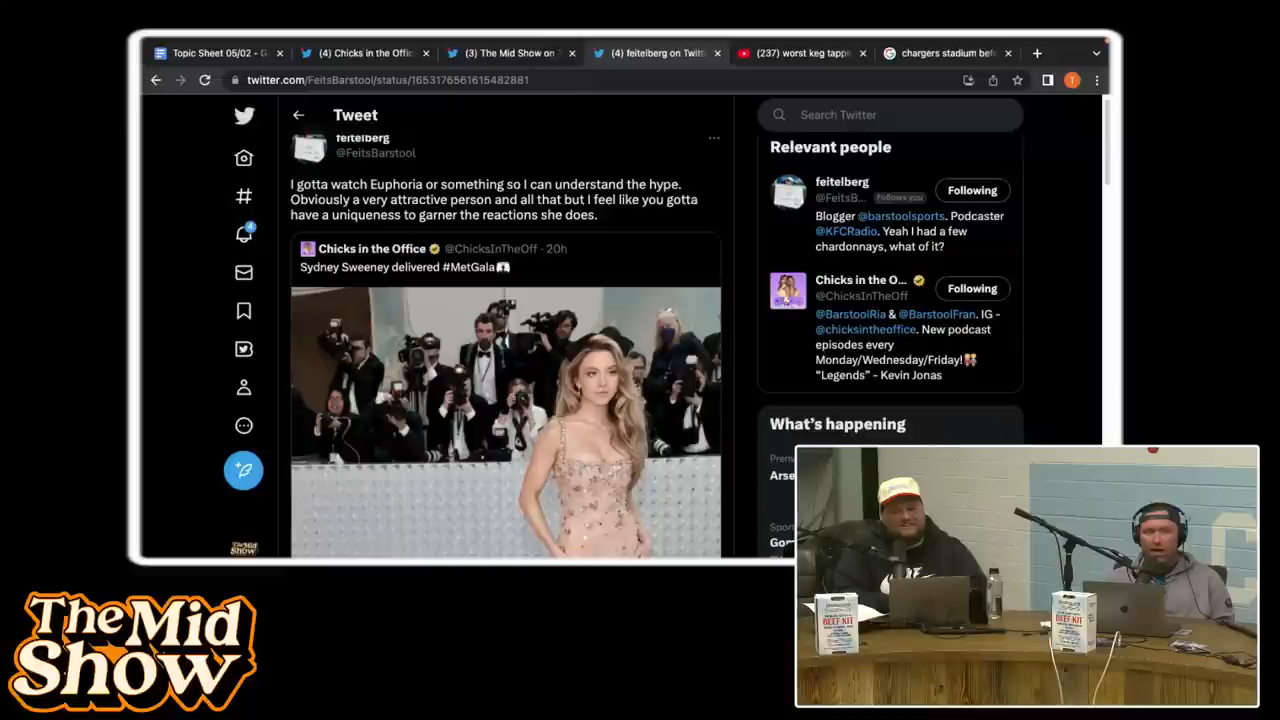 Topic Sheet 05/02 - G
(4) Chicks in the Offic
(3) The Mid Show on
(4) feitelberg on Twitt
(237) worst keg tapp
chargers stadium bef
twitter.com/FeitsBarstool/status/1653176561615482881
T
Tweet
feitelberg
@FeitsBarstool
I gotta watch Euphoria or something so I can understand the hype.
Obviously a very attractive person and all that but I feel like you gotta
have a uniqueness to garner the reactions she does.
Chicks in the Office @ChicksInTheOff · 20h
Sydney Sweeney delivered #MetGala
4
Search Twitter
Relevant people
feitelberg
@FeitsB... Follows you
Following
Blogger @barstoolsports. Podcaster
@KFCRadio. Yeah I had a few
chardonnays, what of it?
Chicks in the O...
@ChicksInTheOff
Following
@BarstoolRia & @BarstoolFran. IG -
@chicksintheoffice. New podcast
episodes every
Monday/Wednesday/Friday!
“Legends” - Kevin Jonas
What's happening
Prem
Arse
Spor
Gor
BEEF KIT
BEEF KIT
The Mid
Show
The Mid
Show